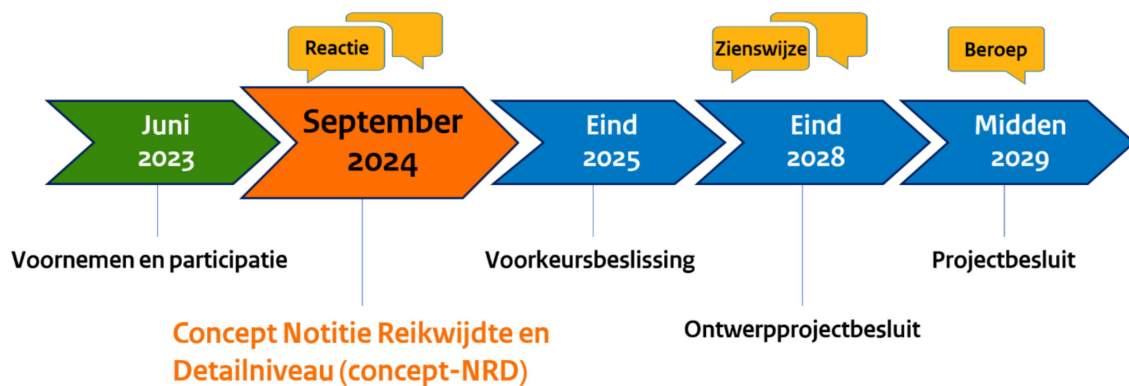 Reactie
Zienswijze
Beroep
Juni
2023
September
2024
Eind
2025
Eind
2028
Midden
2029
Voornemen en participatie
Voorkeursbeslissing
Projectbesluit
Concept Notitie Reikwijdte en
Detailniveau (concept-NRD)
Ontwerpprojectbesluit